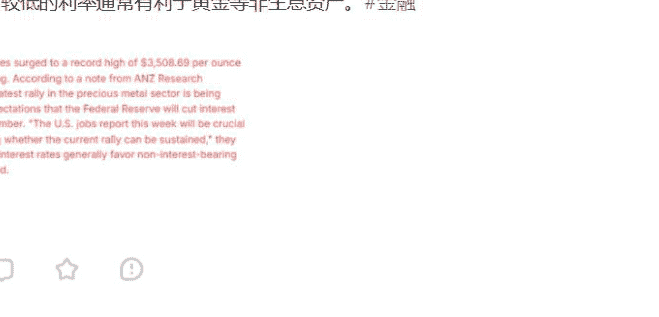 较低的利率通常有利于黄金等非生息资产。#金融
es surged to a record high of $3,508.69 per ounce
g. According to a note from ANZ Research
atest rally in the precious metal sector is being
ectations that the Federal Reserve will cut interest
mber. "The U.S. jobs report this week will be crucial
whether the current rally can be sustained," they
interest rates generally favor non-interest-bearing
d.